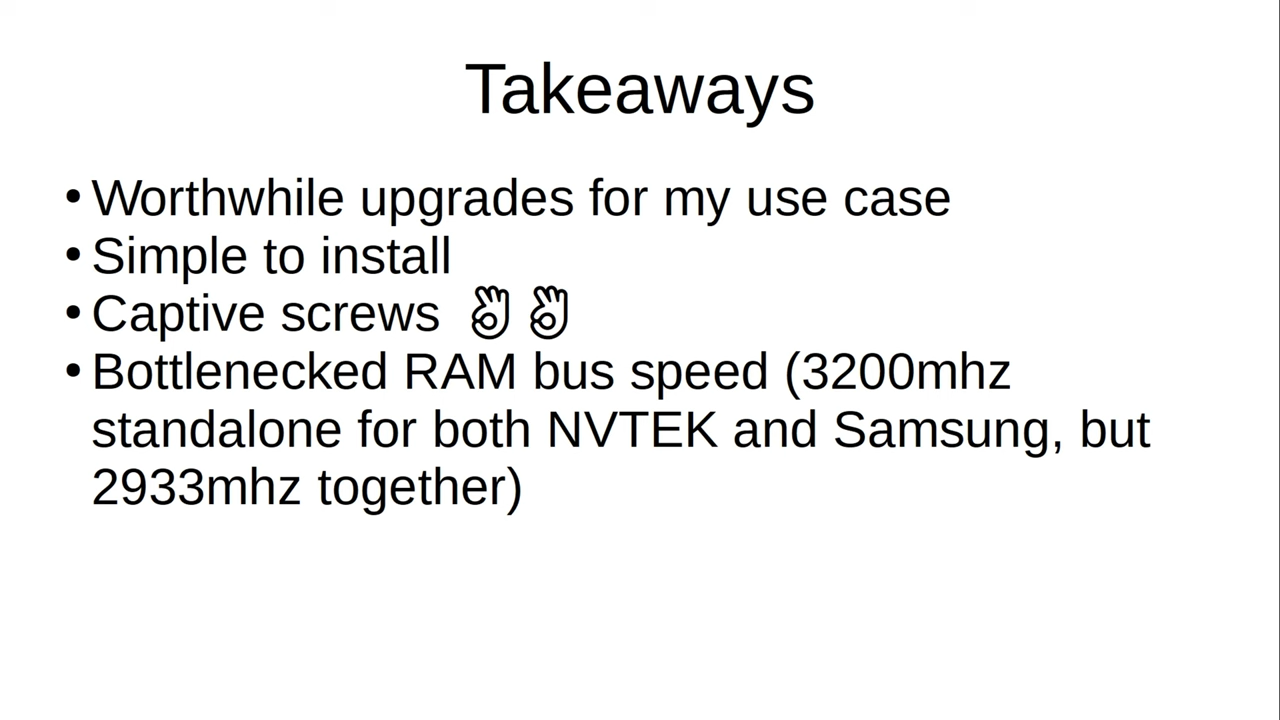 Takeaways
• Worthwhile upgrades for my use case
• Simple to install
• Captive screws 👌👌
• Bottlenecked RAM bus speed (3200mhz
standalone for both NVTEK and Samsung, but
2933mhz together)